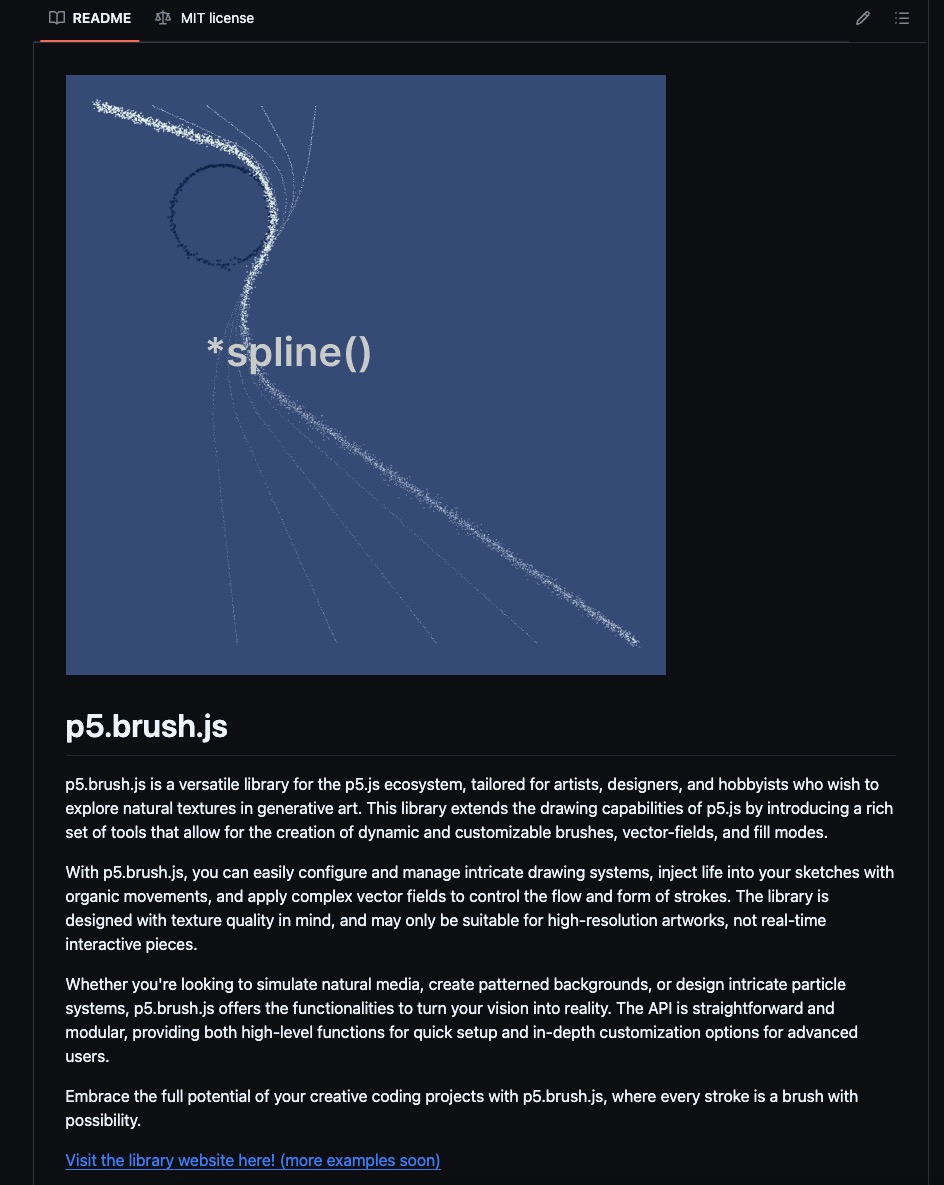 README
MIT license
*spline()
p5.brush.js
p5.brush.js is a versatile library for the p5.js ecosystem, tailored for artists, designers, and hobbyists who wish to
explore natural textures in generative art. This library extends the drawing capabilities of p5.js by introducing a rich
set of tools that allow for the creation of dynamic and customizable brushes, vector-fields, and fill modes.
With p5.brush.js, you can easily configure and manage intricate drawing systems, inject life into your sketches with
organic movements, and apply complex vector fields to control the flow and form of strokes. The library is
designed with texture quality in mind, and may only be suitable for high-resolution artworks, not real-time
interactive pieces.
Whether you're looking to simulate natural media, create patterned backgrounds, or design intricate particle
systems, p5.brush.js offers the functionalities to turn your vision into reality. The API is straightforward and
modular, providing both high-level functions for quick setup and in-depth customization options for advanced
users.
Embrace the full potential of your creative coding projects with p5.brush.js, where every stroke is a brush with
possibility.
Visit the library website here! (more examples soon)